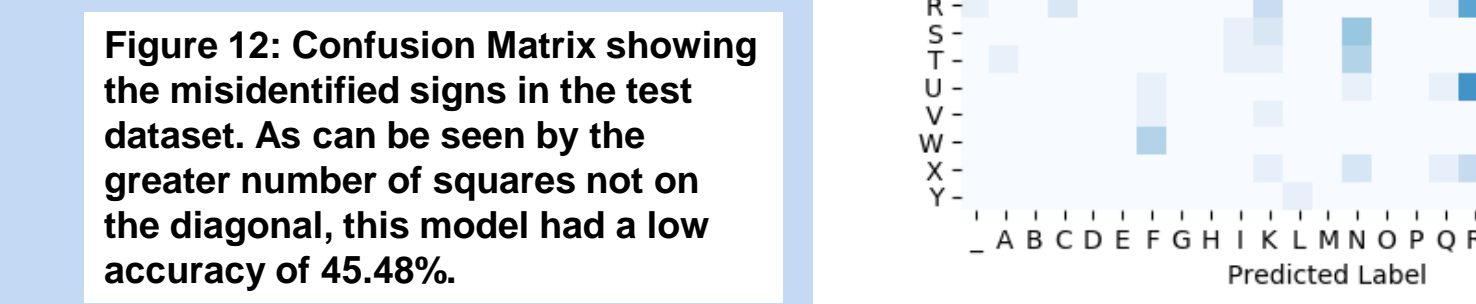 Figure 12: Confusion Matrix showing
the misidentified signs in the test
dataset. As can be seen by the
greater number of squares not on
the diagonal, this model had a low
accuracy of 45.48%.
R
S
T
U
V
W
X
Y
_ A B C D E F G H I K L M N O P Q R
Predicted Label